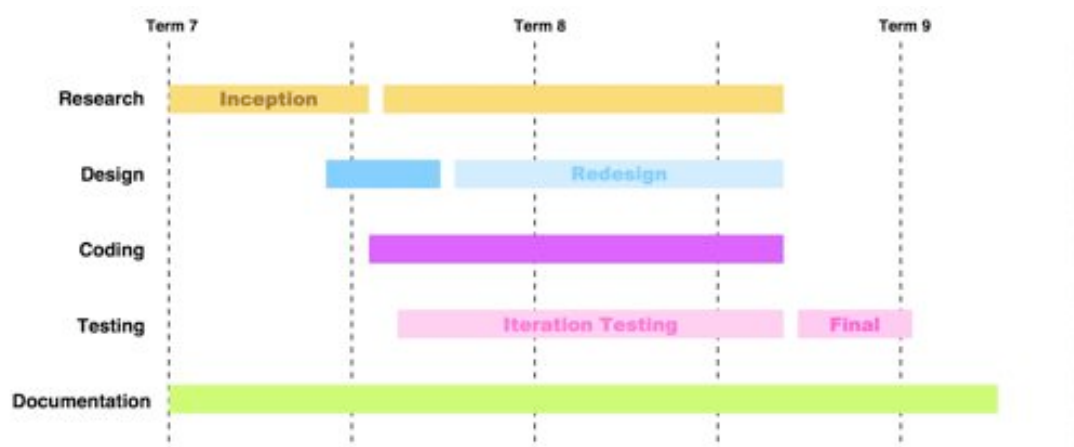 Term 7 Term 8 Term 9
Research Inception
Design Redesign
Coding
Testing Iteration Testing Final
Documentation